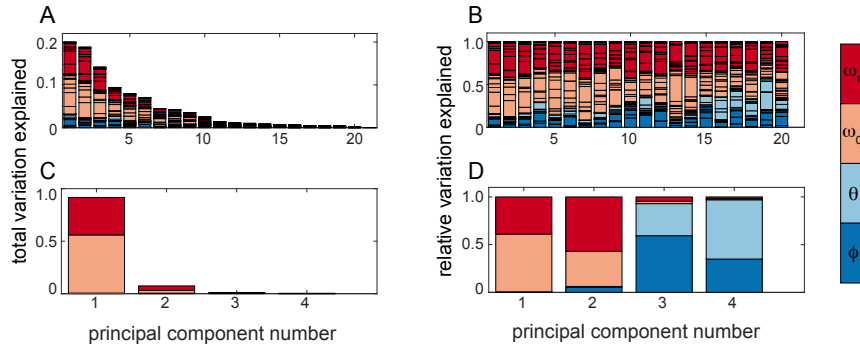 A
B
0.2
0.1
0
5
10
15
20
1.0
0.5
0
5
10
15
20
C
D
1.0
0.5
0
1
2
3
4
1.0
0.5
0
1
2
3
4
total variation explained
relative variation explained
principal component number
principal component number
ω
ω
θ
ϕ